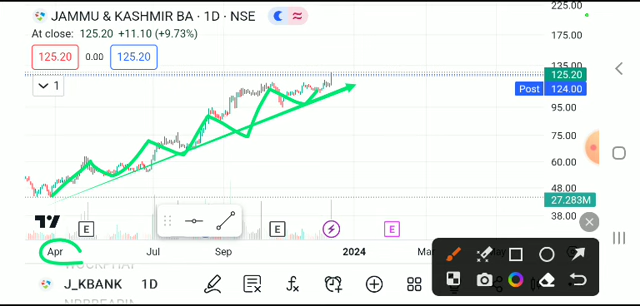 JAMMU & KASHMIR BA · 1D · NSE
At close: 125.20 +11.10 (+9.73%)
125.20 0.00 125.20
1
225.00
175.00
135.00
125.20
Post 124.00
95.00
75.00
60.00
48.00
27.283M
38.00
E E E
Apr Jul Sep 2024 Mar
J_KBANK 1D